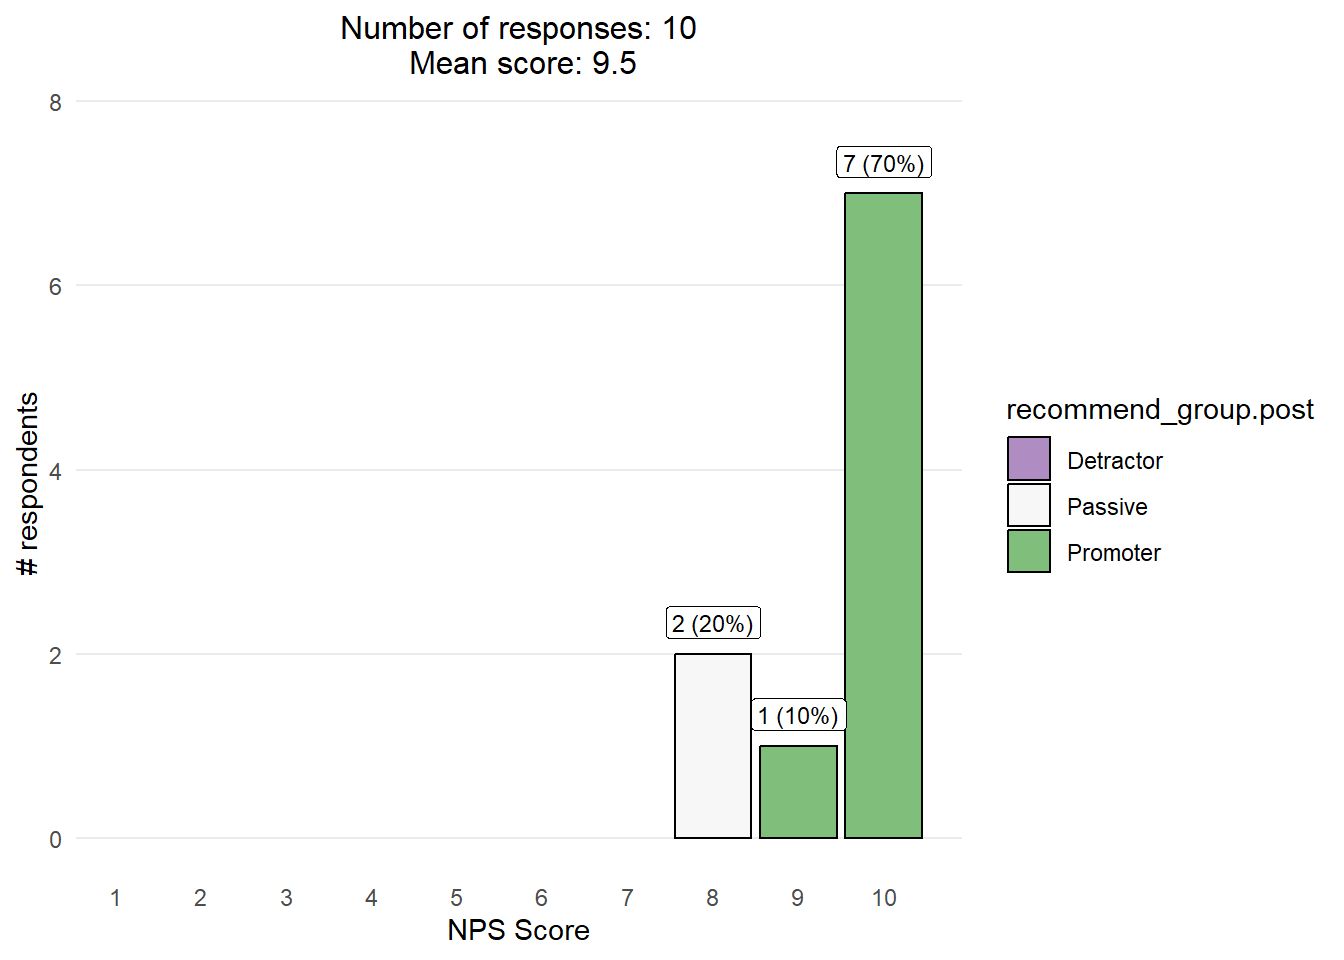 Number of responses: 10
Mean score: 9.5
8
7 (70%)
6
4
2 (20%)
2
1 (10%)
0
# respondents
1 2 3 4 5 6 7 8 9 10
NPS Score
recommend_group.post
Detractor
Passive
Promoter